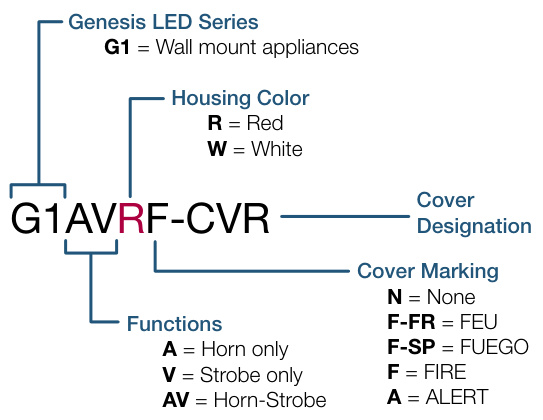 Genesis LED Series
G1 = Wall mount appliances
Housing Color
R = Red
W = White
G1AVRF-CVR
Cover
Designation
Cover Marking
N = None
F-FR = FEU
F-SP = FUEGO
F = FIRE
A = ALERT
Functions
A = Horn only
V = Strobe only
AV = Horn-Strobe